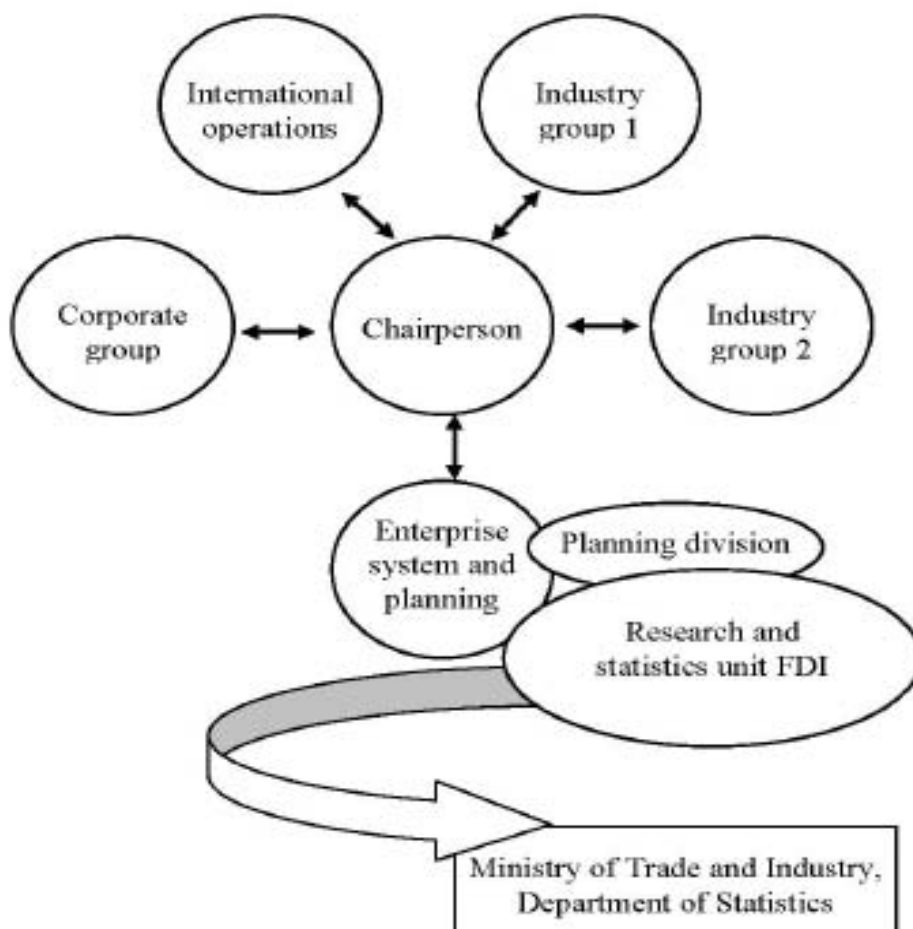 International
operations
Industry
group 1
Corporate
group
Chairperson
Industry
group 2
Enterprise
system and
planning
Planning division
Research and
statistics unit FDI
Ministry of Trade and Industry,
Department of Statistics